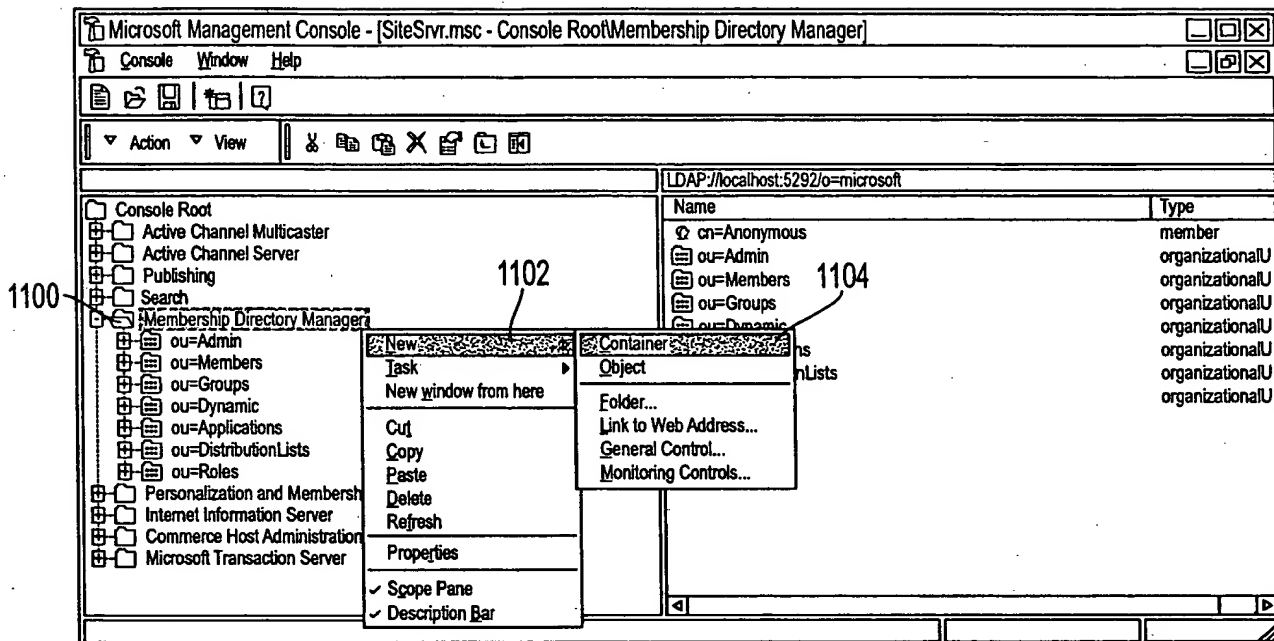 Microsoft Management Console - [SiteSrvr.msc - Console Root\Membership Directory Manager]
Console Window Help
Action View
LDAP://localhost:5292/o=microsoft
Console Root
Active Channel Multicaster
Active Channel Server
Publishing
Search
1100
Membership Directory Manager
ou=Admin
ou=Members
ou=Groups
ou=Dynamic
ou=Applications
ou=DistributionLists
ou=Roles
Personalization and Membersh
Internet Information Server
Commerce Host Administration
Microsoft Transaction Server
1102
New
Task
New window from here
Cut
Copy
Paste
Delete
Refresh
Properties
✓ Scope Pane
✓ Description Bar
1104
Container
Object
Folder...
Link to Web Address...
General Control...
Monitoring Controls...
Name Type
cn=Anonymous member
ou=Admin organizationalU
ou=Members organizationalU
ou=Groups organizationalU
ou=Dynamic organizationalU
ns organizationalU
nLists organizationalU
organizationalU